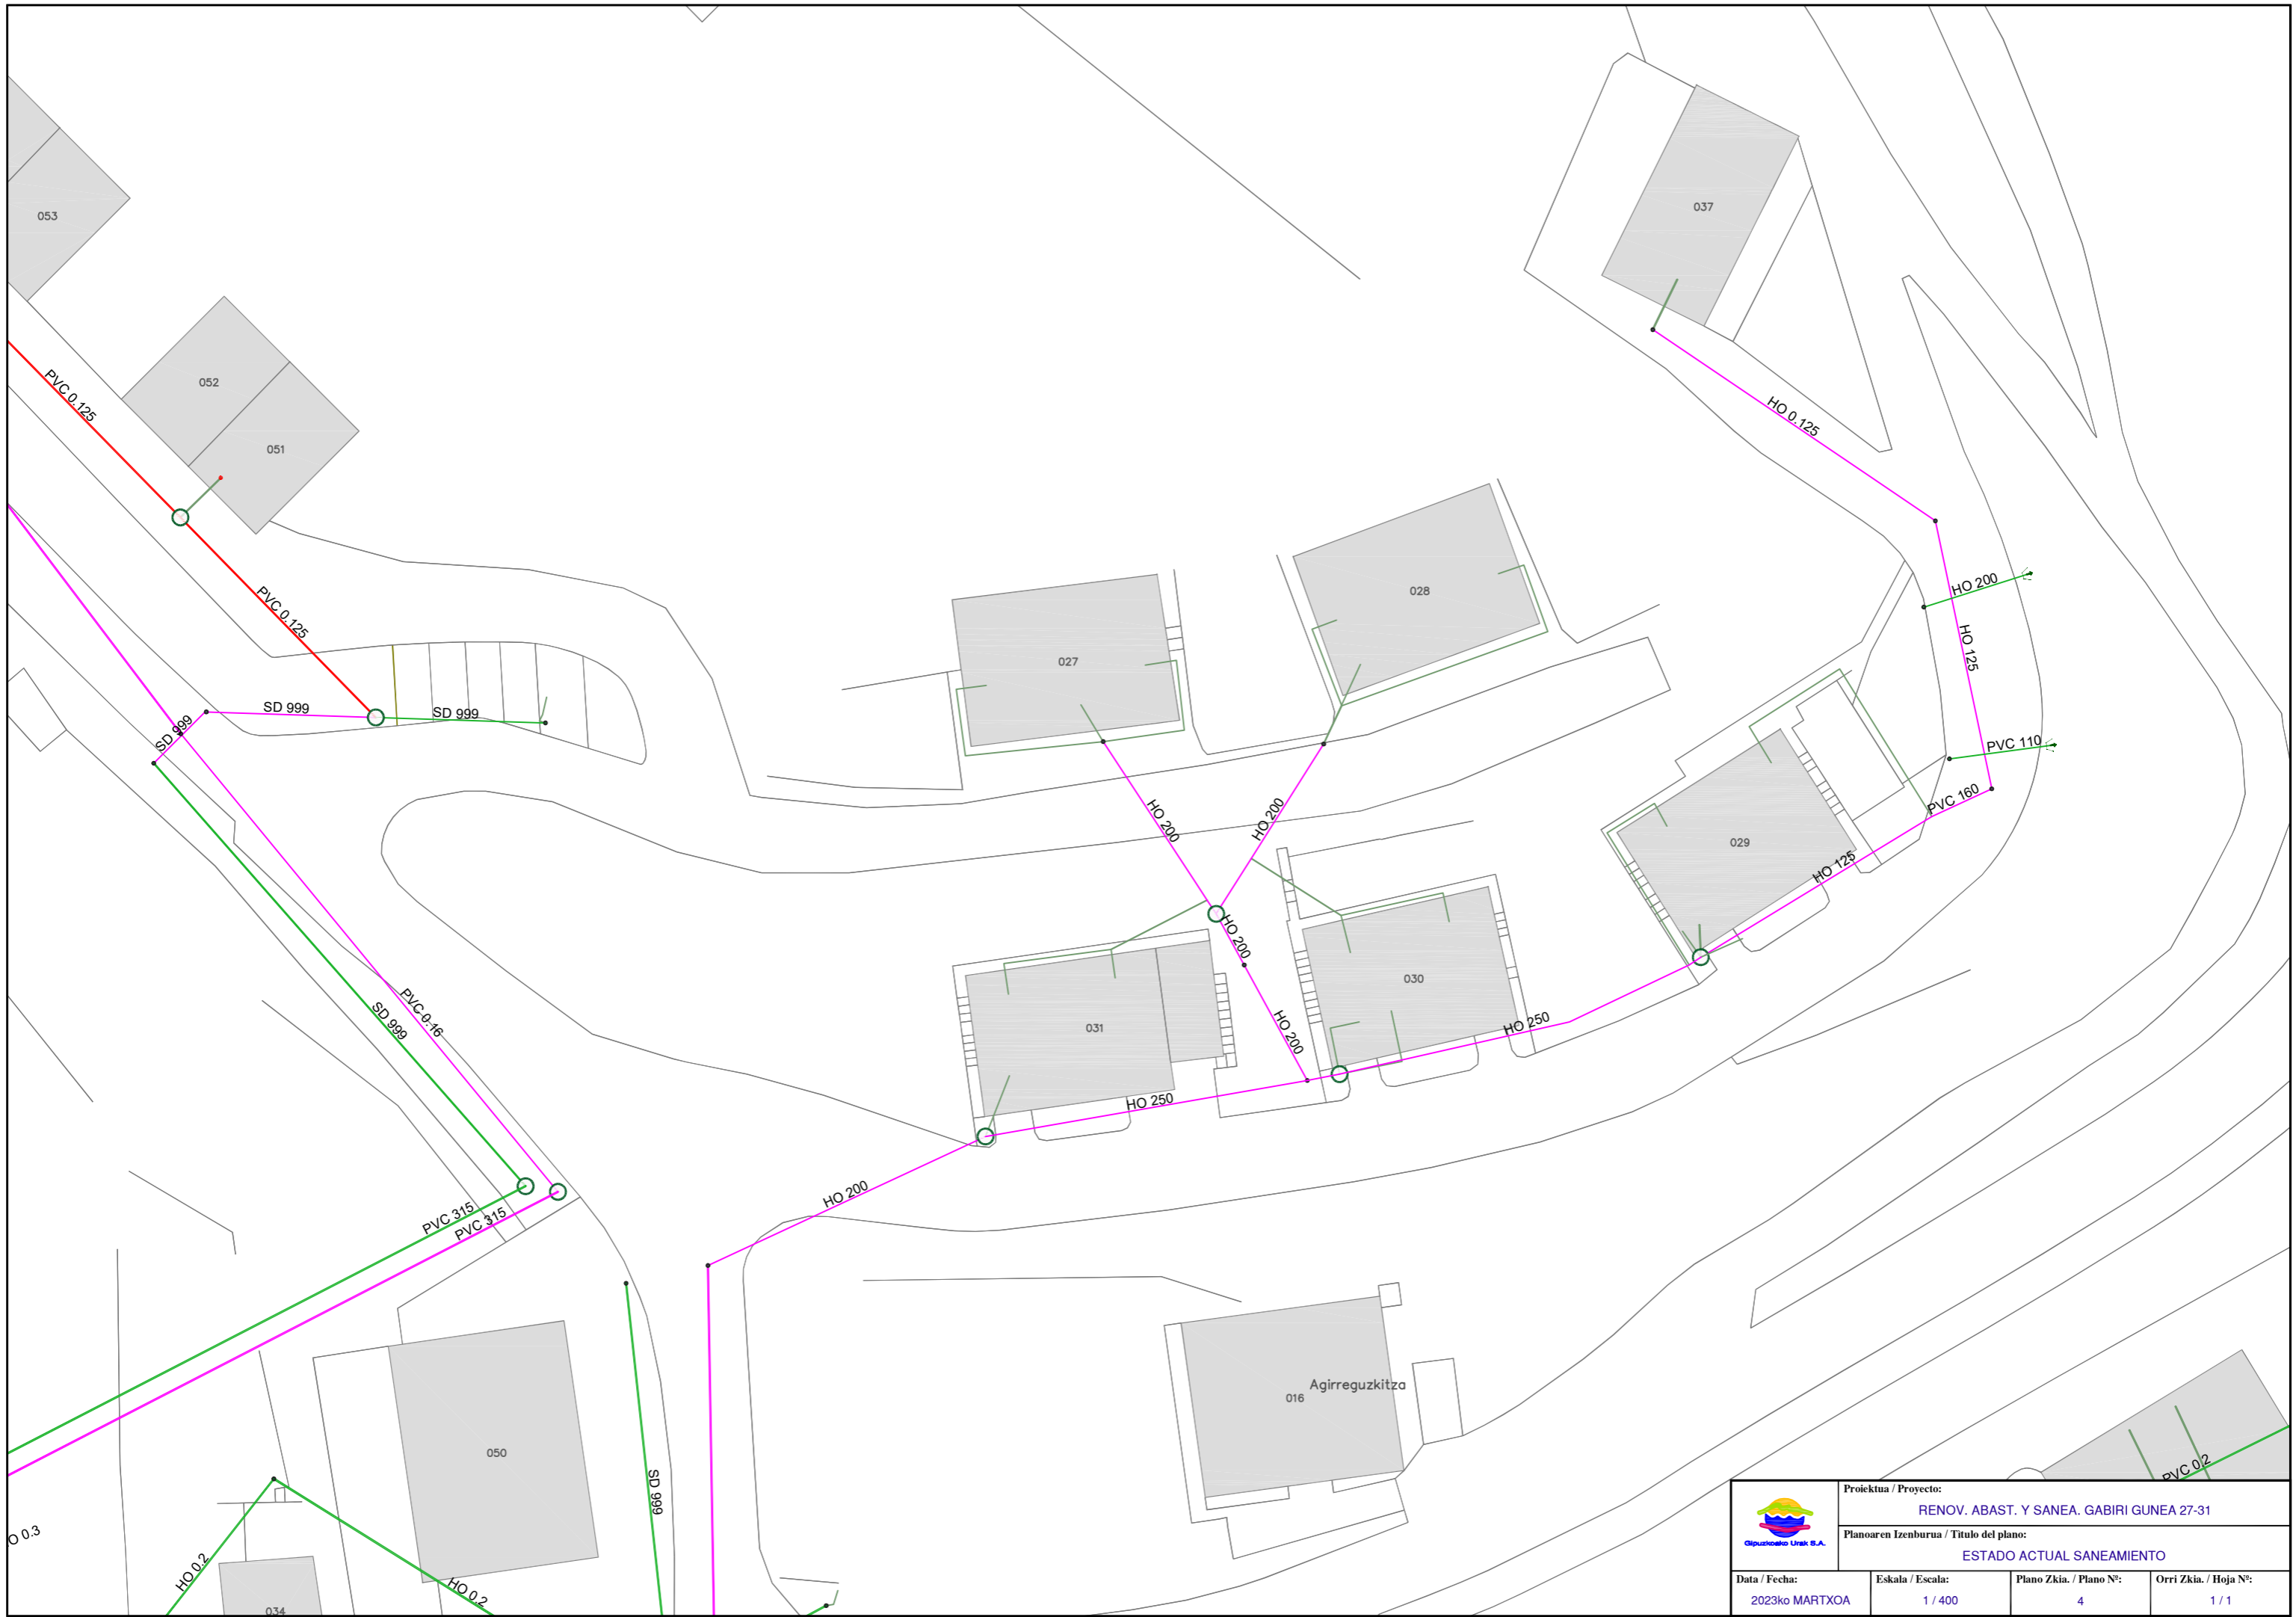 053
037
052
PVC 0.125
HO 0.125
051
HO 200
028
PVC 0.125
027
HO 125
SD 999
SD 999
SD 999
PVC 110
PVC 160
HO 200
HO 200
029
HO 125
HO 200
030
PVC 0.16
SD 999
031
HO 200
HO 250
HO 250
HO 200
PVC 315
PVC 315
Agirreguzkitza
016
050
SD 999
PVC 0.2
O 0.3
HO 0.2
HO 0.2
034
Gipuzkoako Urak S.A.
Proiektua / Proyecto:
RENOV. ABAST. Y SANEA. GABIRI GUNEA 27-31
Planoaren Izenburua / Titulo del plano:
ESTADO ACTUAL SANEAMIENTO
Data / Fecha:
2023ko MARTXOA
Eskala / Escala:
1 / 400
Plano Zkia. / Plano Nº:
4
Orri Zkia. / Hoja Nº:
1 / 1